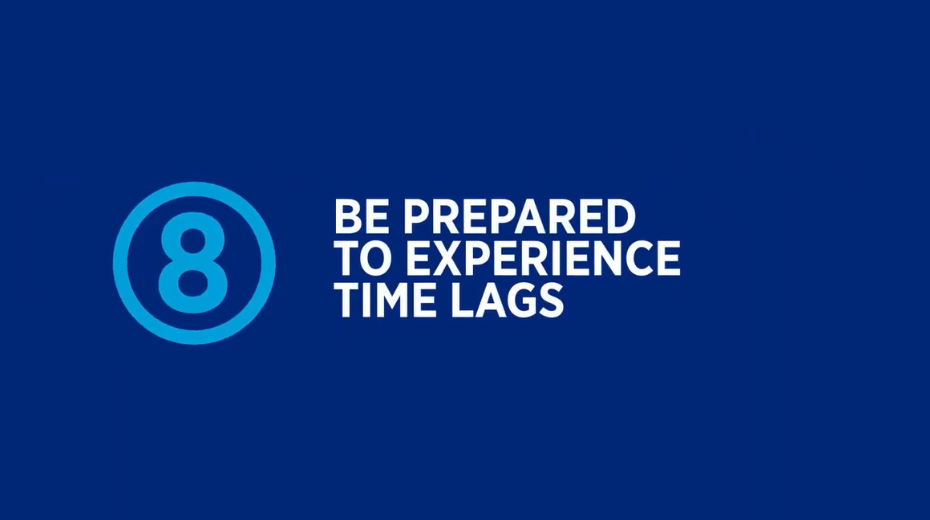 8
BE PREPARED
TO EXPERIENCE
TIME LAGS